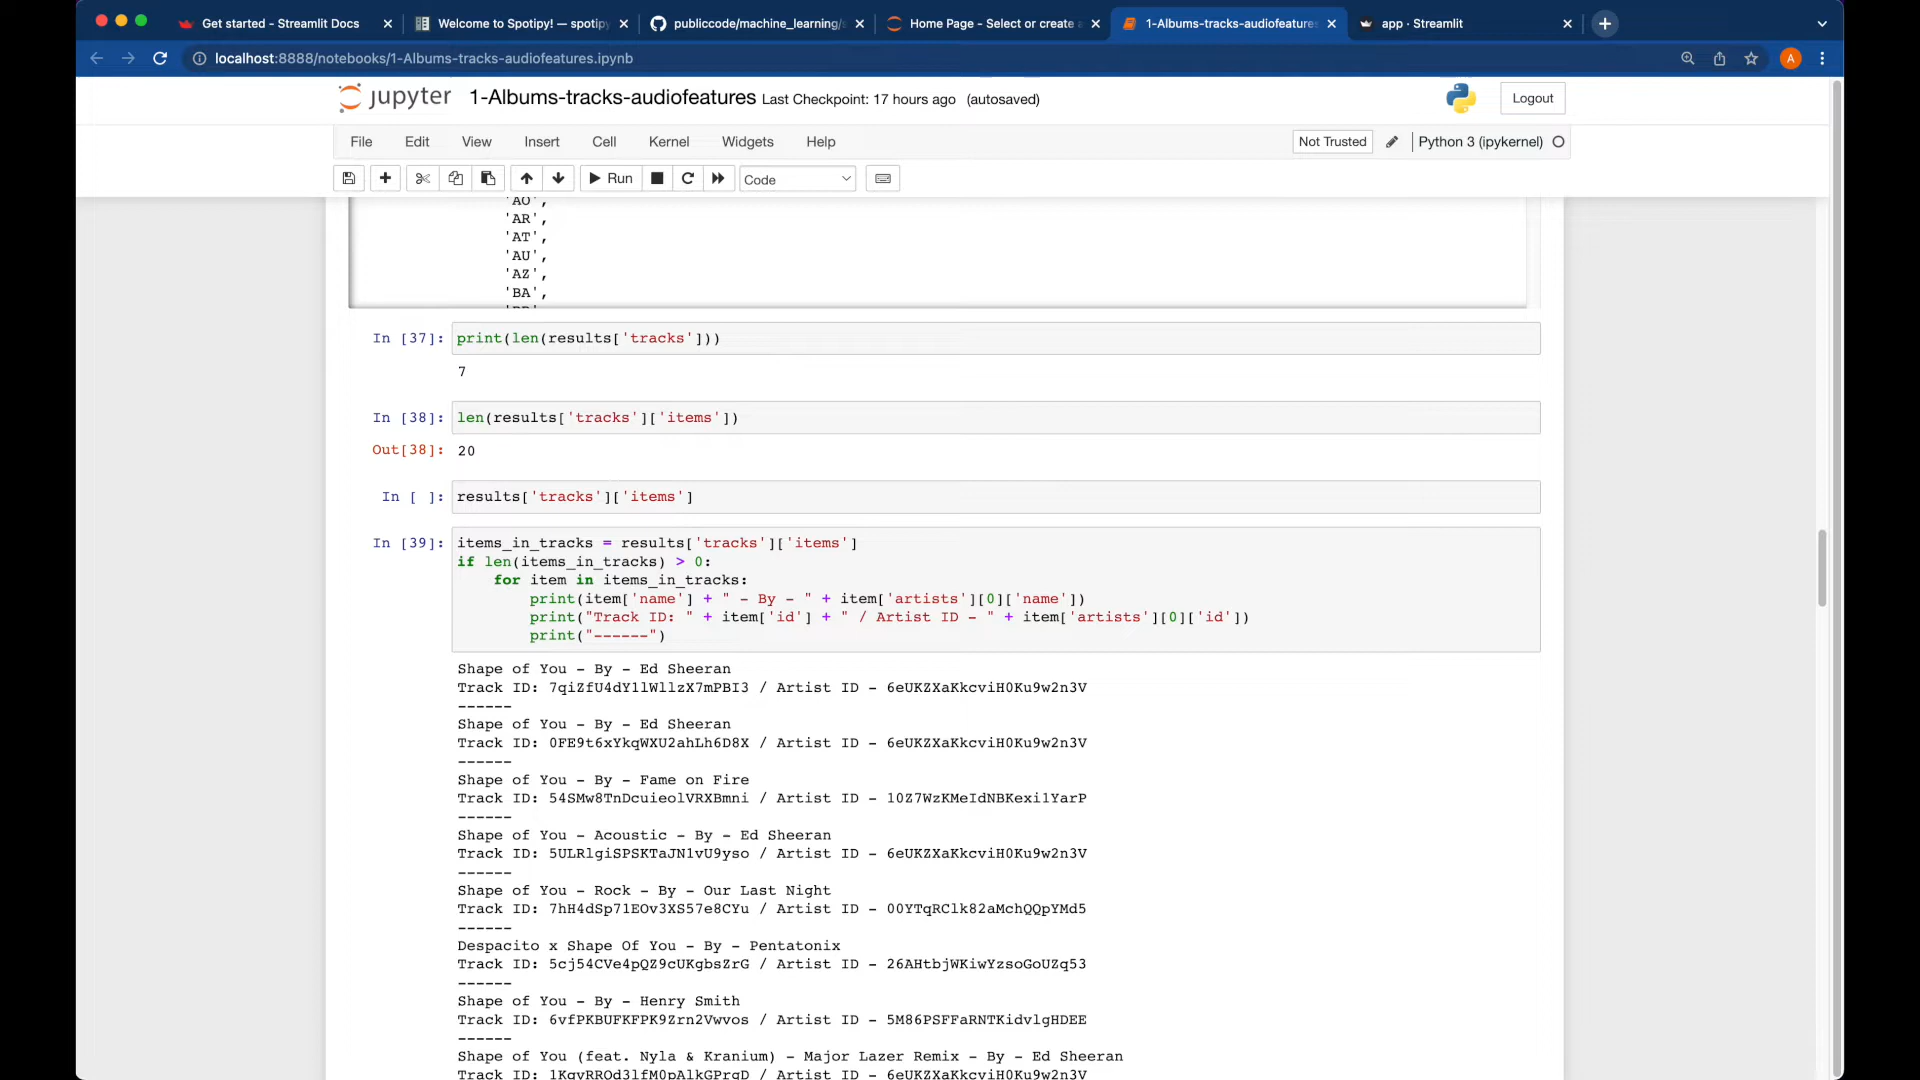 Get started – Streamlit Docs
Welcome to Spotipy! — spotipy
publiccode/machine_learning/s
Home Page - Select or create a
1-Albums-tracks-audiofeatures
app · Streamlit
localhost:8888/notebooks/1-Albums-tracks-audiofeatures.ipynb
A
jupyter 1-Albums-tracks-audiofeatures Last Checkpoint: 17 hours ago (autosaved)
Logout
File Edit View Insert Cell Kernel Widgets Help
Not Trusted
Python 3 (ipykernel)
Run
Code
'AO',
'AR',
'AT',
'AU',
'AZ',
'BA',
In [37]: print(len(results['tracks']))
7
In [38]: len(results['tracks']['items'])
Out[38]: 20
In [ ]: results['tracks']['items']
In [39]: items_in_tracks = results['tracks']['items']
if len(items_in_tracks) > 0:
for item in items_in_tracks:
print(item['name'] + " - By - " + item['artists'][0]['name'])
print("Track ID: " + item['id'] + " / Artist ID - " + item['artists'][0]['id'])
print("------")
Shape of You - By - Ed Sheeran
Track ID: 7qiZfU4dY1lWllzX7mPBI3 / Artist ID - 6eUKZXaKkcviH0Ku9w2n3V
------
Shape of You - By - Ed Sheeran
Track ID: 0FE9t6xYkqWXU2ahLh6D8X / Artist ID - 6eUKZXaKkcviH0Ku9w2n3V
------
Shape of You - By - Fame on Fire
Track ID: 54SMw8TnDcuieolVRXBmni / Artist ID - 10Z7WzKMeIdNBKexi1YarP
------
Shape of You - Acoustic - By - Ed Sheeran
Track ID: 5ULRlgiSPSKTaJN1vU9yso / Artist ID - 6eUKZXaKkcviH0Ku9w2n3V
------
Shape of You - Rock - By - Our Last Night
Track ID: 7hH4dSp71EOv3XS57e8CYu / Artist ID - 00YTqRClk82aMchQQpYMd5
------
Despacito x Shape Of You - By - Pentatonix
Track ID: 5cj54CVe4pQZ9cUKgbsZrG / Artist ID - 26AHtbjWKiwYzsoGoUZq53
------
Shape of You - By - Henry Smith
Track ID: 6vfPKBUFKFPK9Zrn2Vwvos / Artist ID - 5M86PSFFaRNTKidvlgHDEE
------
Shape of You (feat. Nyla & Kranium) - Major Lazer Remix - By - Ed Sheeran
Track ID: 1KgvRROd3lfM0pAlkGPrgD / Artist ID - 6eUKZXaKkcviH0Ku9w2n3V